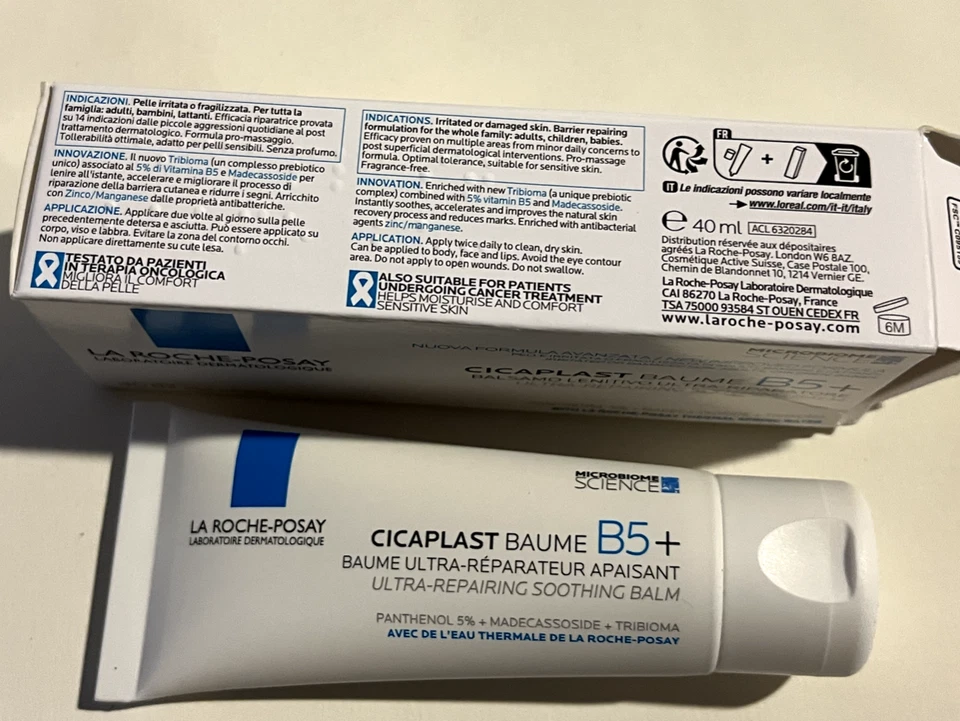 INDICAZIONI. Pelle irritata o fragilizzata. Per tutta la
famiglia: adulti, bambini, lattanti. Efficacia riparatrice provata
su 14 indicazioni dalle piccole aggressioni quotidiane al post
trattamento dermatologico. Formula pro-massaggio.
Tollerabilità ottimale, adatto per pelli sensibili. Senza profumo.
INNOVAZIONE. Il nuovo Tribioma (un complesso prebiotico
unico) associato al 5% di Vitamina B5 e Madecassoside per
lenire all'istante, accelerare e migliorare il processo di
riparazione della barriera cutanea e ridurre i segni. Arricchito
con Zinco/Manganese dalle proprietà antibatteriche.
APPLICAZIONE. Applicare due volte al giorno sulla pelle
precedentemente detersa e asciutta. Può essere applicato su
corpo, viso e labbra. Evitare la zona del contorno occhi.
Non applicare direttamente su cute lesa.
TESTATO DA PAZIENTI
IN TERAPIA ONCOLOGICA
MIGLIORA IL COMFORT
DELLA PELLE
INDICATIONS. Irritated or damaged skin. Barrier repairing
formulation for the whole family: adults, children, babies.
Efficacy proven on multiple areas from minor daily concerns to
post superficial dermatological interventions. Pro-massage
formula. Optimal tolerance, suitable for sensitive skin.
Fragrance-free.
INNOVATION. Enriched with new Tribioma (a unique prebiotic
complex) combined with 5% vitamin B5 and Madecassoside.
Instantly soothes, accelerates and improves the natural skin
recovery process and reduces marks. Enriched with antibacterial
agents zinc/manganese.
APPLICATION. Apply twice daily to clean, dry skin.
Can be applied to body, face and lips. Avoid the eye contour
area. Do not apply to open wounds. Do not swallow.
ALSO SUITABLE FOR PATIENTS
UNDERGOING CANCER TREATMENT
HELPS MOISTURISE AND COMFORT
SENSITIVE SKIN
FR
+
IT Le indicazioni possono variare localmente
www.loreal.com/it-it/italy
e 40 ml ACL 6320284
Distribution réservée aux dépositaires
agréés La Roche-Posay. London W6 8AZ.
Cosmétique Active Suisse, Case Postale 100,
Chemin de Blandonnet 10, 1214 Vernier GE.
La Roche-Posay Laboratoire Dermatologique
CAI 86270 La Roche-Posay, France
TSA 75000 93584 ST OUEN CEDEX FR
www.laroche-posay.com
6M
LA ROCHE-POSAY
LABORATOIRE DERMATOLOGIQUE
NUOVA FORMULA AVANZATA
MICROBIOME
SCIENCE
CICAPLAST BAUME B5+
BALSAMO LENITIVO ULTRA-RIPARATORE
MICROBIOME
SCIENCE
LA ROCHE-POSAY
LABORATOIRE DERMATOLOGIQUE
CICAPLAST BAUME B5+
BAUME ULTRA-RÉPARATEUR APAISANT
ULTRA-REPAIRING SOOTHING BALM
PANTHENOL 5% + MADECASSOSIDE + TRIBIOMA
AVEC DE L'EAU THERMALE DE LA ROCHE-POSAY